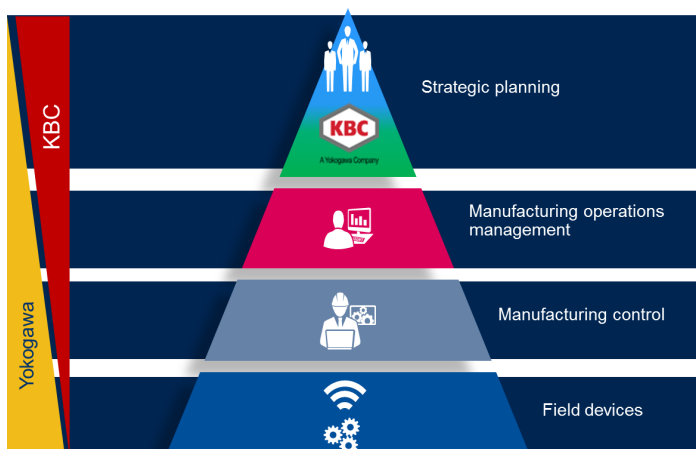 KBC
Yokogawa
KBC
A Yokogawa Company
Strategic planning
Manufacturing operations
management
Manufacturing control
Field devices